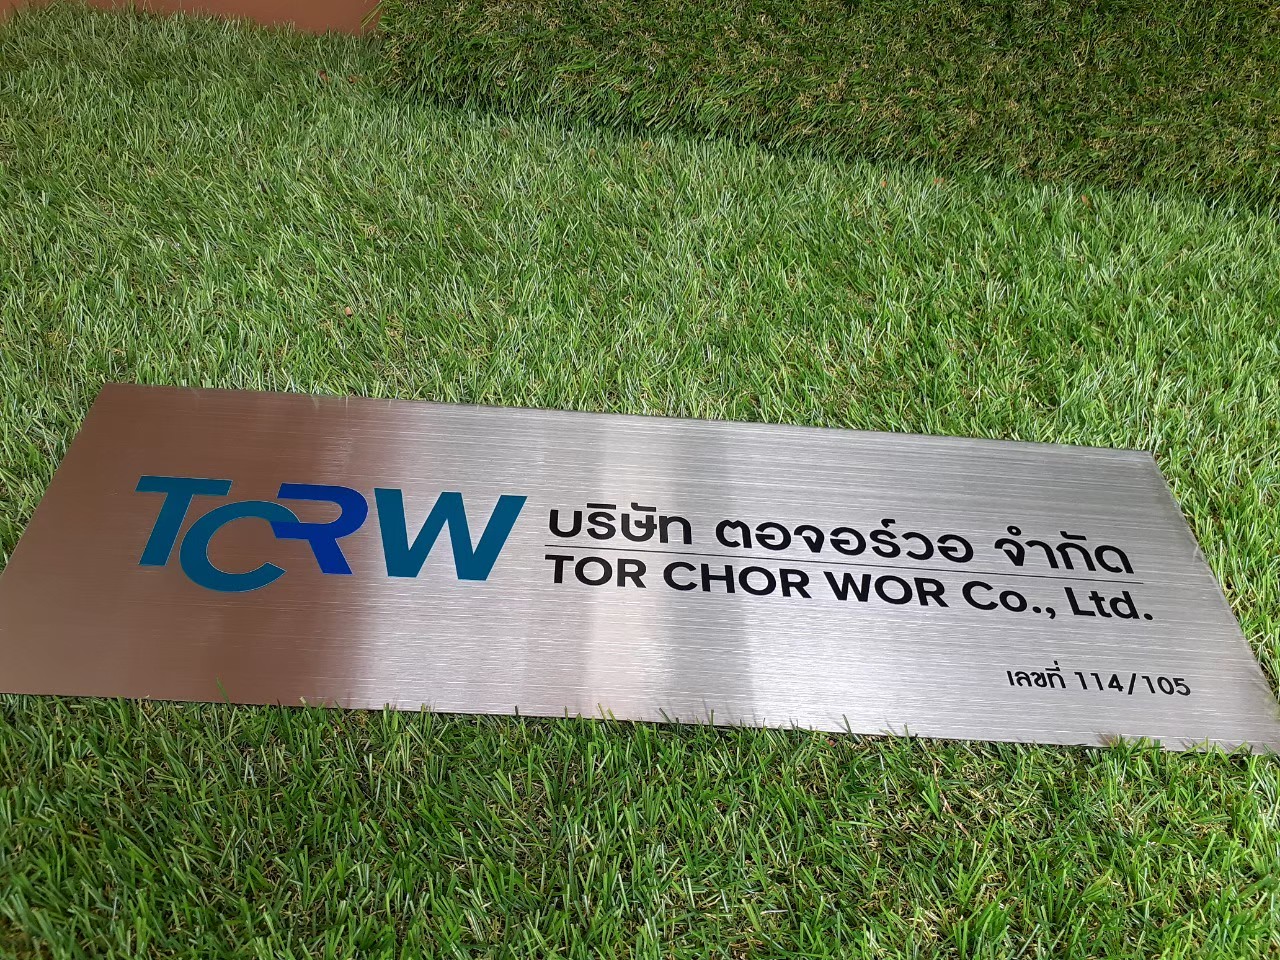 TCRW
บริษัท ตอจอร์วอ จำกัด
TOR CHOR WOR Co., Ltd.
เลขที่ 114/105